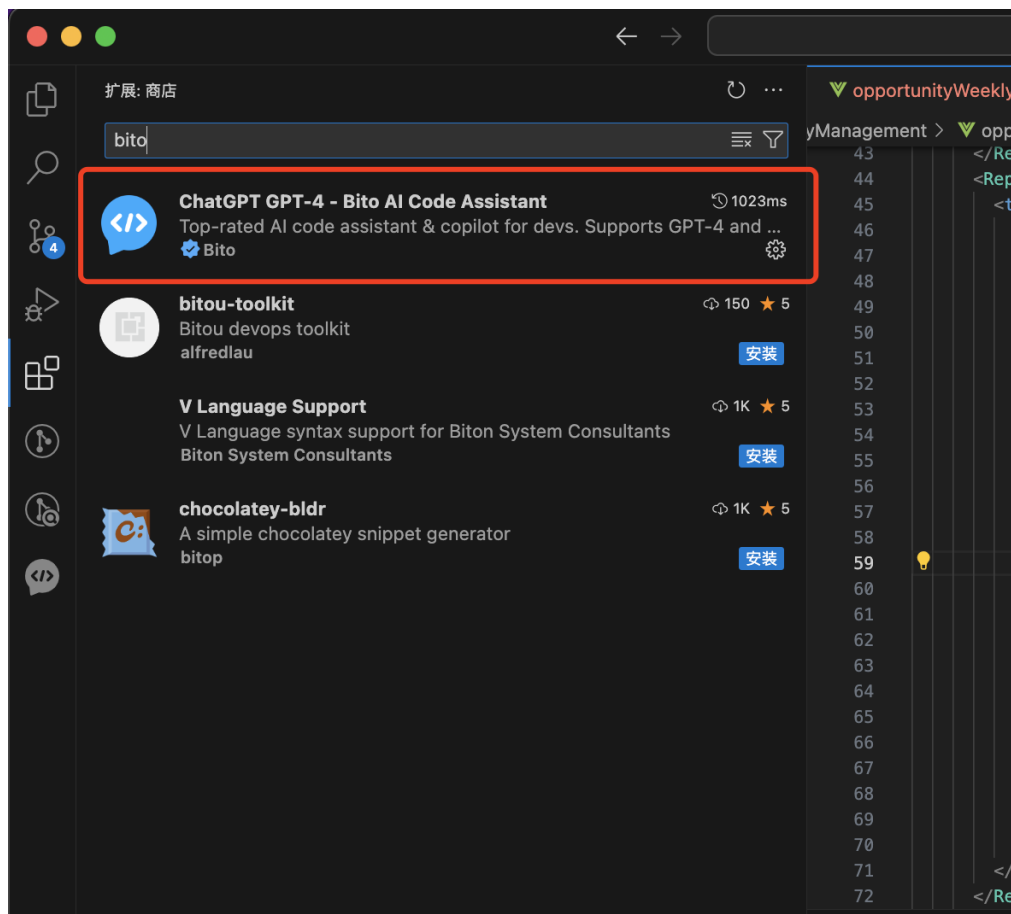 扩展: 商店
bito
ChatGPT GPT-4 - Bito AI Code Assistant
1023ms
Top-rated AI code assistant & copilot for devs. Supports GPT-4 and ...
Bito
bitou-toolkit
150
5
Bitou devops toolkit
alfredlau
安装
V Language Support
1K
5
V Language syntax support for Biton System Consultants
Biton System Consultants
安装
chocolatey-bldr
1K
5
A simple chocolatey snippet generator
bitop
安装
4
opportunityWeekly
yManagement > opp
43 </Re
44 <Rep
45 <t
46
47
48
49
50
51
52
53
54
55
56
57
58
59
60
61
62
63
64
65
66
67
68
69
70
71 </
72 </Re